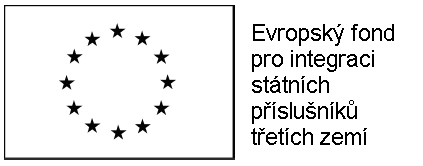 Evropský fond
pro integraci
státních
příslušníků
třetích zemí